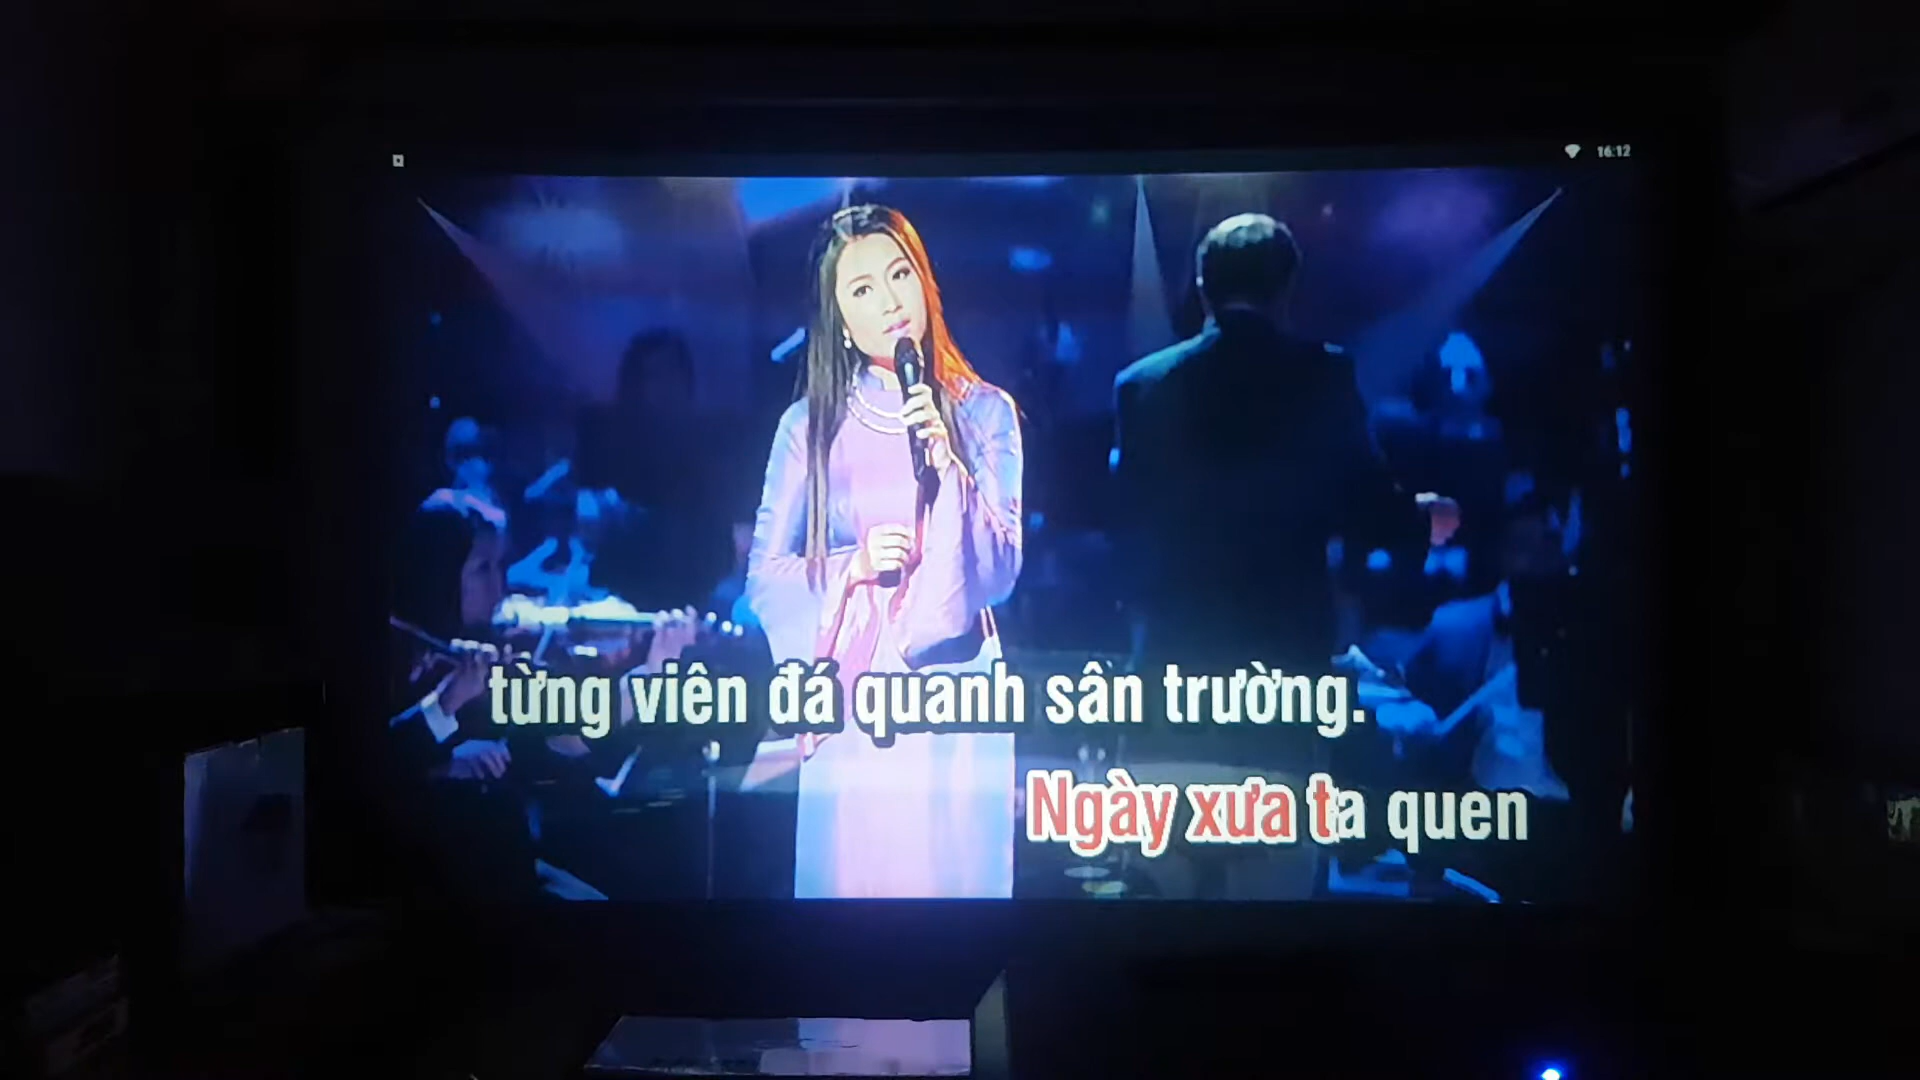 16:12
từng viên đá quanh sân trường.
Ngày xưa ta quen